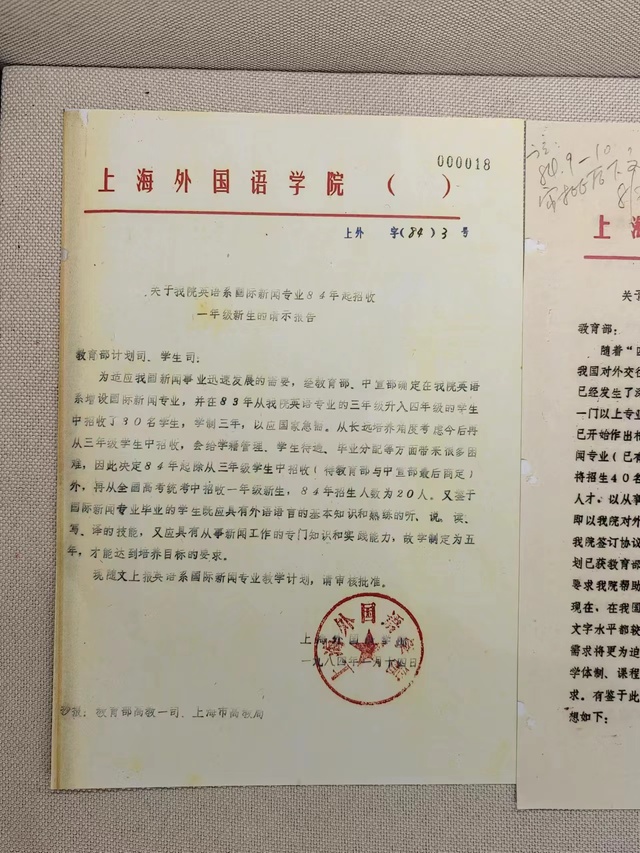 000018
上海外国语学院（ ）
上外 字(84)3 号
关于我院英语系国际新闻专业84年起招收
一年级新生的请示报告
教育部计划司、学生司：
为适应我国新闻事业迅速发展的需要，经教育部、中宣部确定在我院英语
系增设国际新闻专业，并在83年从我院英语专业的三年级升入四年级的学生
中招收了30名学生，学制三年，以应国家急需。从长远培养角度考虑今后再
从三年级学生中招收，会给学籍管理、学生待遇、毕业分配等方面带来很多困
难，因此决定84年起除从三年级学生中招收（待教育部与中宣部最后商定）
外，将从全国高考统考中招收一年级新生，84年招生人数为20人。又鉴于
国际新闻专业毕业的学生既应具有外语语言的基本知识和熟练的听、说、读、
写、译的技能，又应具有从事新闻工作的专门知识和实践能力，故学制定为五
年，才能达到培养目标的要求。
现随文上报英语系国际新闻专业教学计划，请审核批准。
上海外国语学院
一九八四年一月十四日
抄报：教育部高教一司、上海市高教局
84.9-10
上海
关于
教育部：
随着“四
我国对外交往
已经发生了深
一门以上专业
已开始作出相
闻专业（已有
将招生40名
人才，以从事
即以我院对外
我院签订协议
划已获教育部
要求我院帮助
现在，在我国
文字水平都较
需求将更为迫
学体制、课程
求。有鉴于此
想如下：